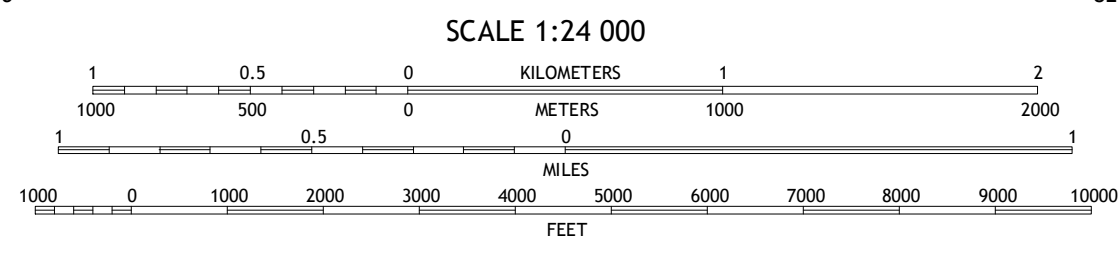 SCALE 1:24 000
1 0.5 0 KILOMETERS 1 2
1000 500 0 METERS 1000 2000
1 0.5 0 1
MILES
1000 0 1000 2000 3000 4000 5000 6000 7000 8000 9000 10000
FEET